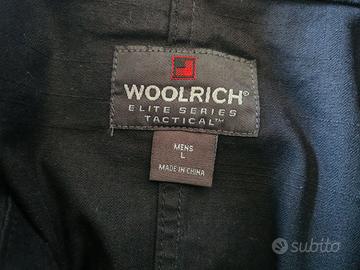 WOOLRICH®
ELITE SERIES
TACTICAL™
MENS
L
MADE IN CHINA
subito